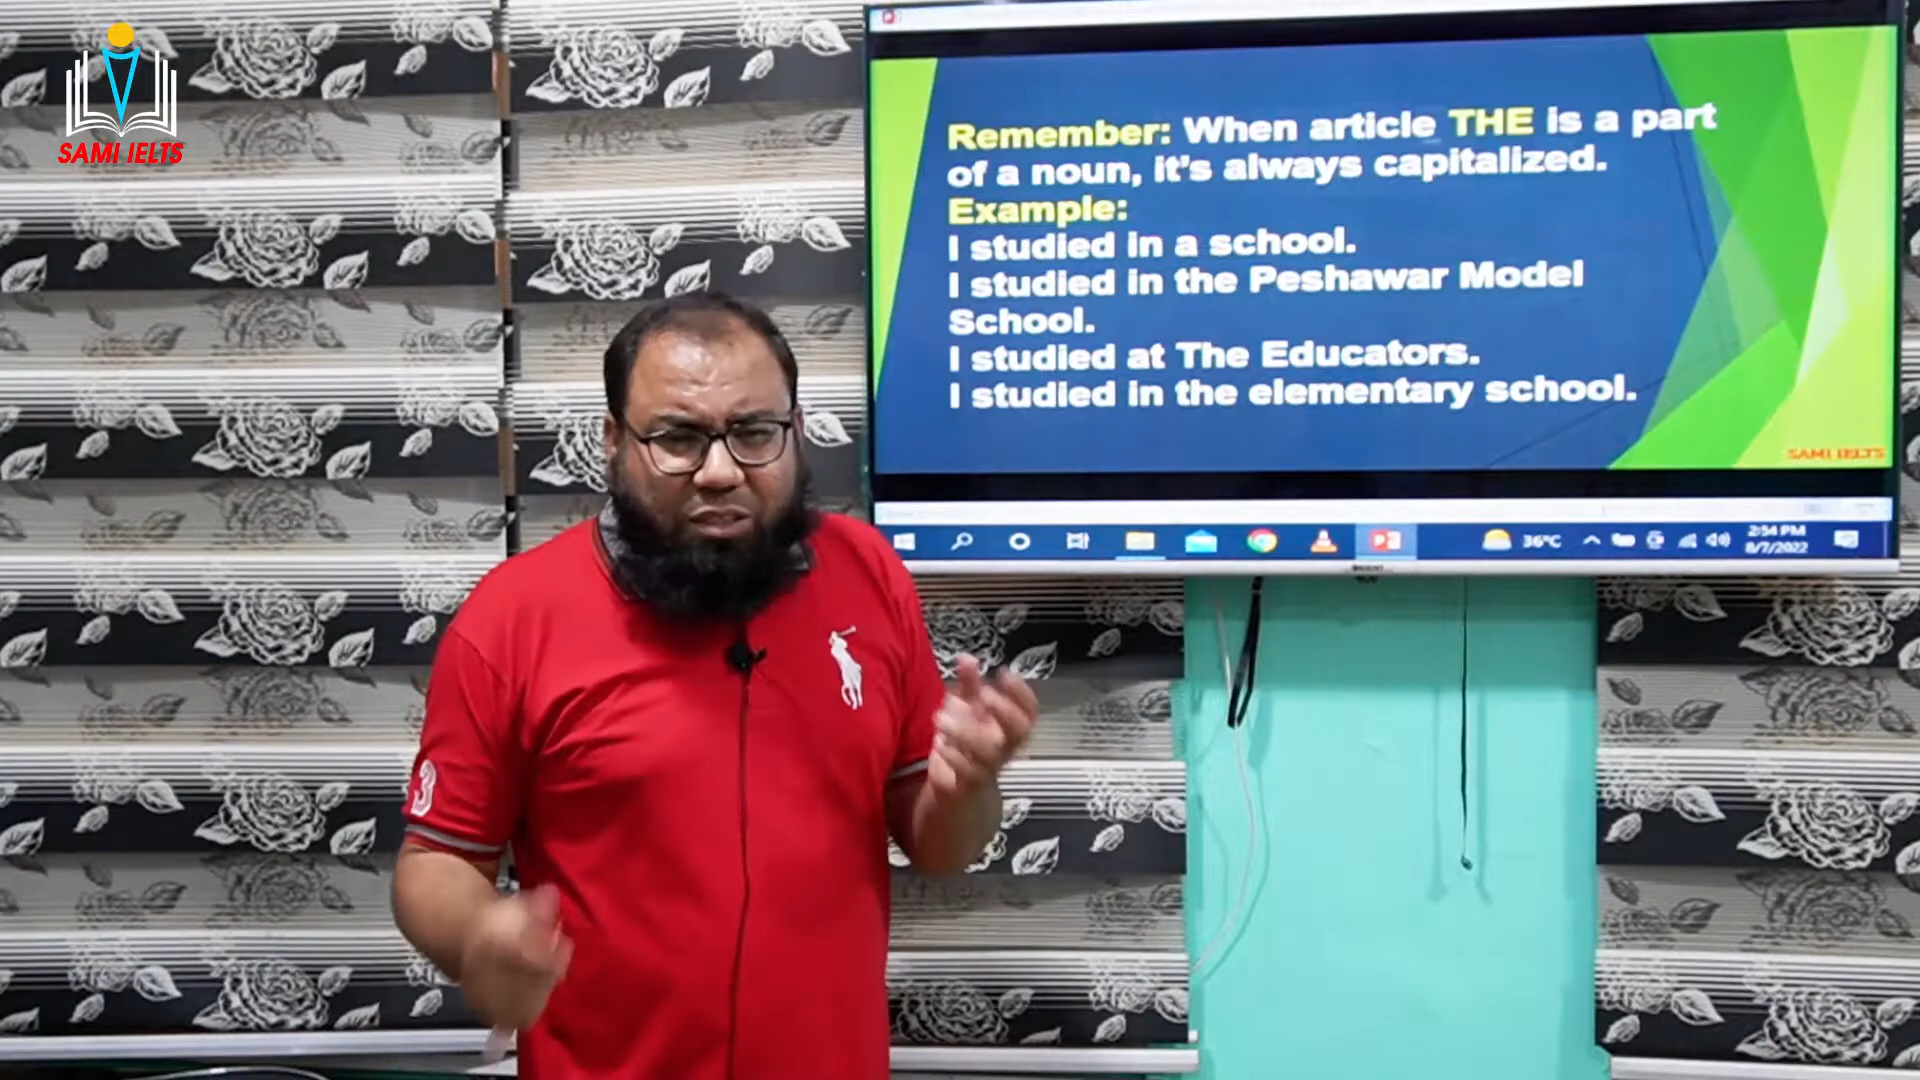 SAMI IELTS
Remember: When article THE is a part
of a noun, it's always capitalized.
Example:
I studied in a school.
I studied in the Peshawar Model
School.
I studied at The Educators.
I studied in the elementary school.
SAMI IELTS
36°C
2:54 PM
8/7/2022
3